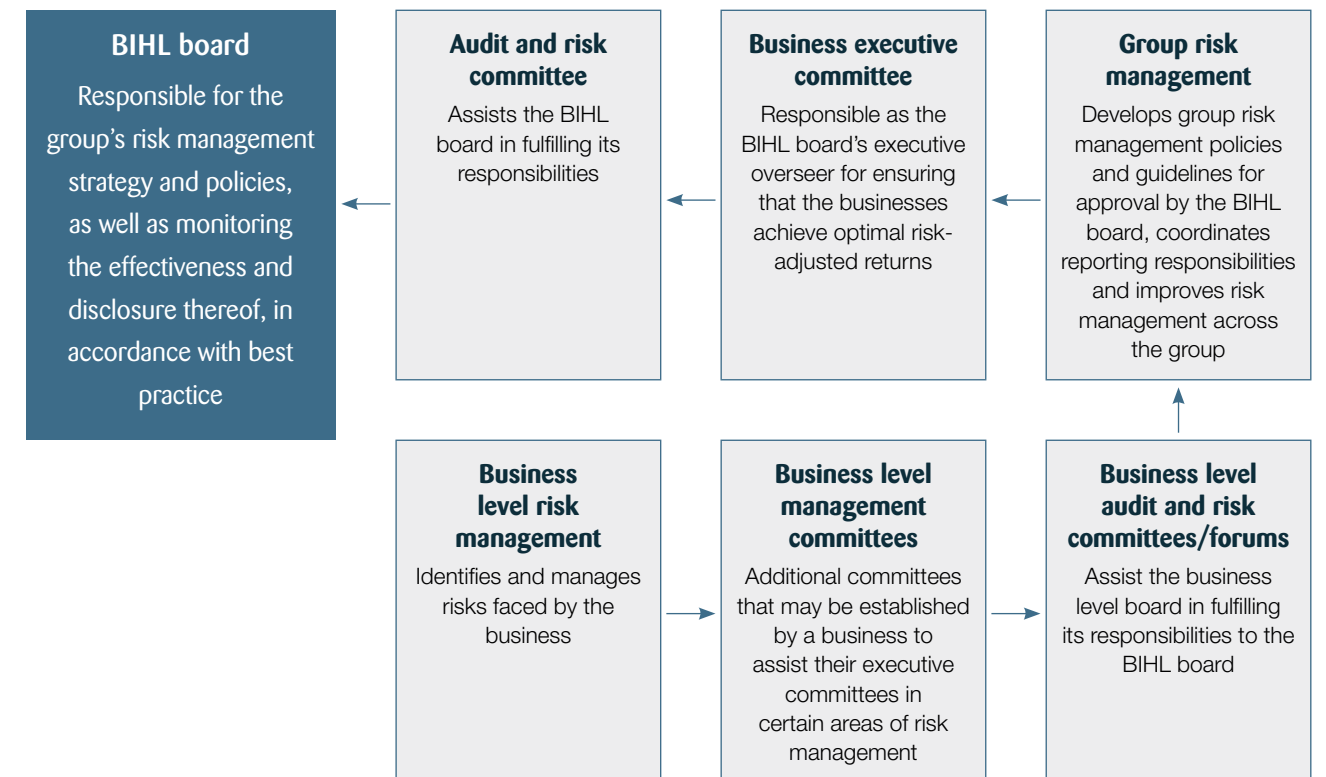 BIHL board
Responsible for the
group's risk management
strategy and policies,
as well as monitoring
the effectiveness and
disclosure thereof, in
accordance with best
practice
Audit and risk
committee
Assists the BIHL
board in fulfilling its
responsibilities
Business executive
committee
Responsible as the
BIHL board's executive
overseer for ensuring
that the businesses
achieve optimal risk-
adjusted returns
Group risk
management
Develops group risk
management policies
and guidelines for
approval by the BIHL
board, coordinates
reporting responsibilities
and improves risk
management across
the group
Business
level risk
management
Identifies and manages
risks faced by the
business
Business level
management
committees
Additional committees
that may be established
by a business to
assist their executive
committees in
certain areas of risk
management
Business level
audit and risk
committees/forums
Assist the business
level board in fulfilling
its responsibilities to the
BIHL board